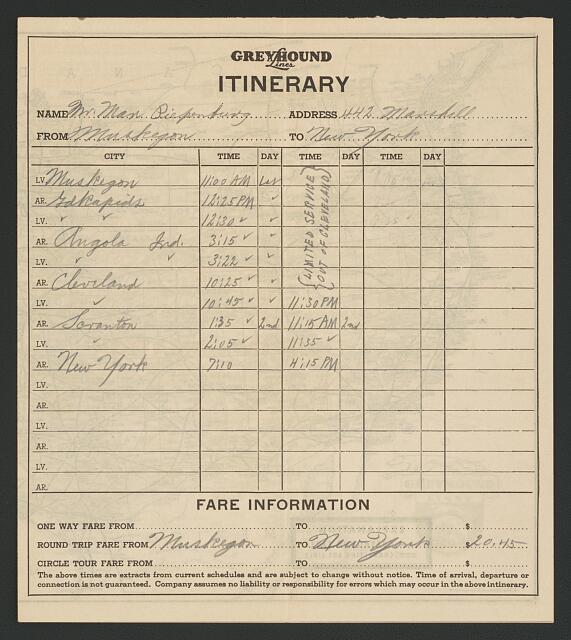 GREYHOUND
Lines
ITINERARY
NAME Mr. Max Piepenburg ADDRESS 442 Marshall
FROM Muskegon TO New York
CITY TIME DAY TIME DAY TIME DAY
LV. Muskegon 11:00 AM 1st
AR. Gd Rapids 12:25 PM "
LV. " " 12:30 ✓ "
AR. Angola Ind. 3:15 ✓ "
LV. " " 3:22 ✓ "
AR. Cleveland 10:25 ✓ "
LV. " 10:45 ✓ " 11:30 PM
{LIMITED SERVICE}
{OUT OF CLEVELAND}
AR. Scranton 1:35 ✓ 2nd 11:15 AM 2nd
LV. " 2:05 ✓ 11:35 ✓
AR. New York 7:10 4:15 PM
LV.
AR.
LV.
AR.
LV.
AR.
FARE INFORMATION
ONE WAY FARE FROM TO $
ROUND TRIP FARE FROM Muskegon TO New York $20.45
CIRCLE TOUR FARE FROM TO $
The above times are extracts from current schedules and are subject to change without notice. Time of arrival, departure or
connection is not guaranteed. Company assumes no liability or responsibility for errors which may occur in the above intinerary.